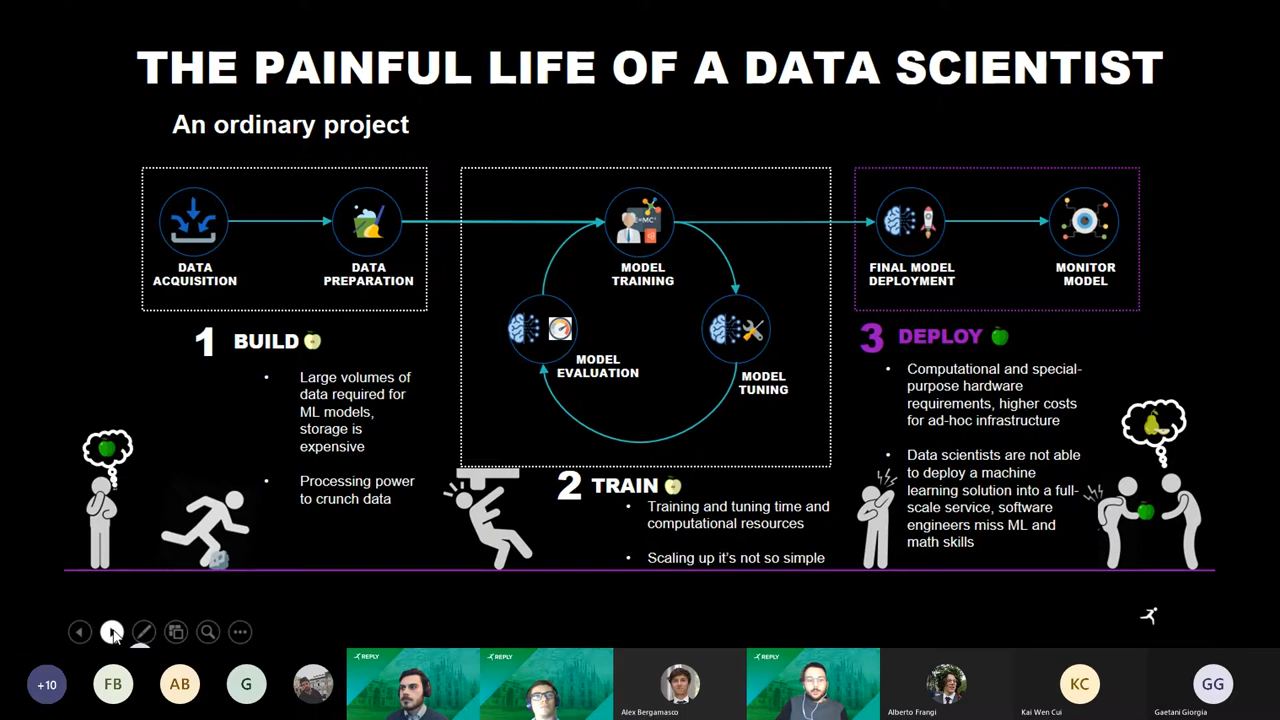 THE PAINFUL LIFE OF A DATA SCIENTIST
An ordinary project
DATA
ACQUISITION
DATA
PREPARATION
E=MC²
MODEL
TRAINING
MODEL
EVALUATION
MODEL
TUNING
FINAL MODEL
DEPLOYMENT
MONITOR
MODEL
1 BUILD
• Large volumes of
data required for
ML models,
storage is
expensive
• Processing power
to crunch data
2 TRAIN
• Training and tuning time and
computational resources
• Scaling up it's not so simple
3 DEPLOY
• Computational and special-
purpose hardware
requirements, higher costs
for ad-hoc infrastructure
• Data scientists are not able
to deploy a machine
learning solution into a full-
scale service, software
engineers miss ML and
math skills
+10
FB
AB
G
REPLY
REPLY
Alex Bergamasco
REPLY
Alberto Frangi
KC
Kai Wen Cui
GG
Gaetani Giorgia